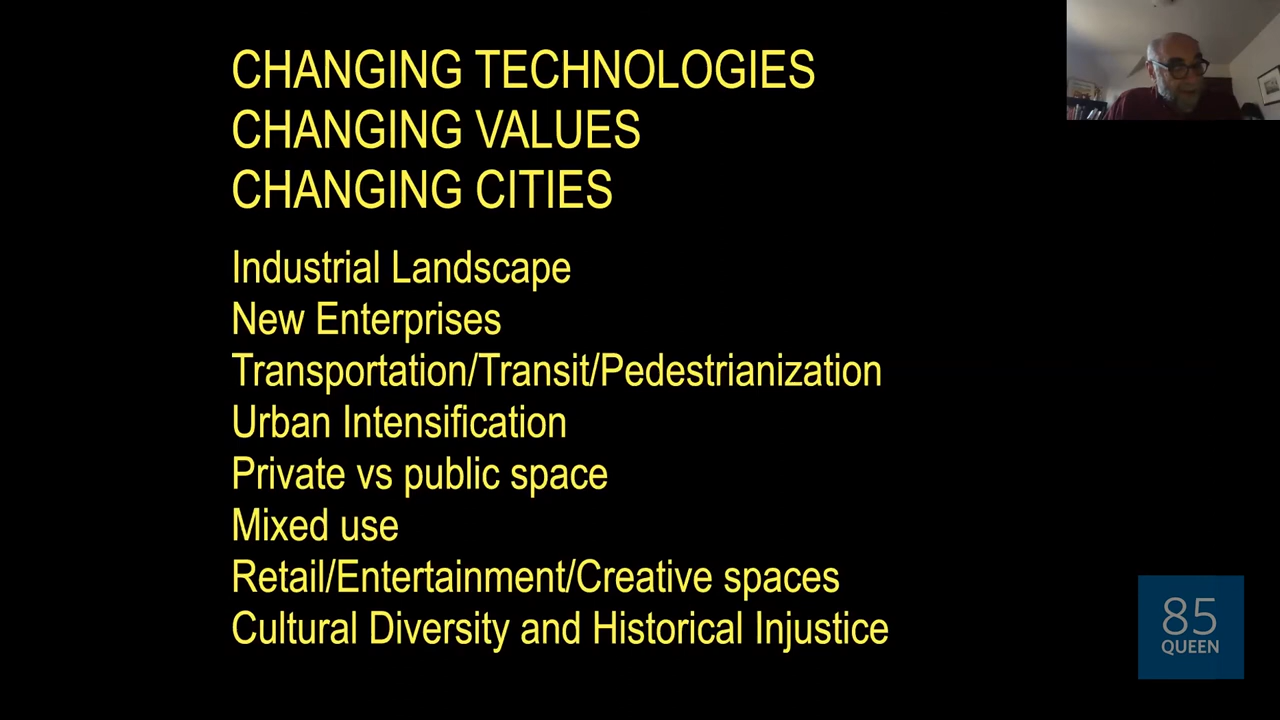 CHANGING TECHNOLOGIES
CHANGING VALUES
CHANGING CITIES
Industrial Landscape
New Enterprises
Transportation/Transit/Pedestrianization
Urban Intensification
Private vs public space
Mixed use
Retail/Entertainment/Creative spaces
Cultural Diversity and Historical Injustice
85
QUEEN